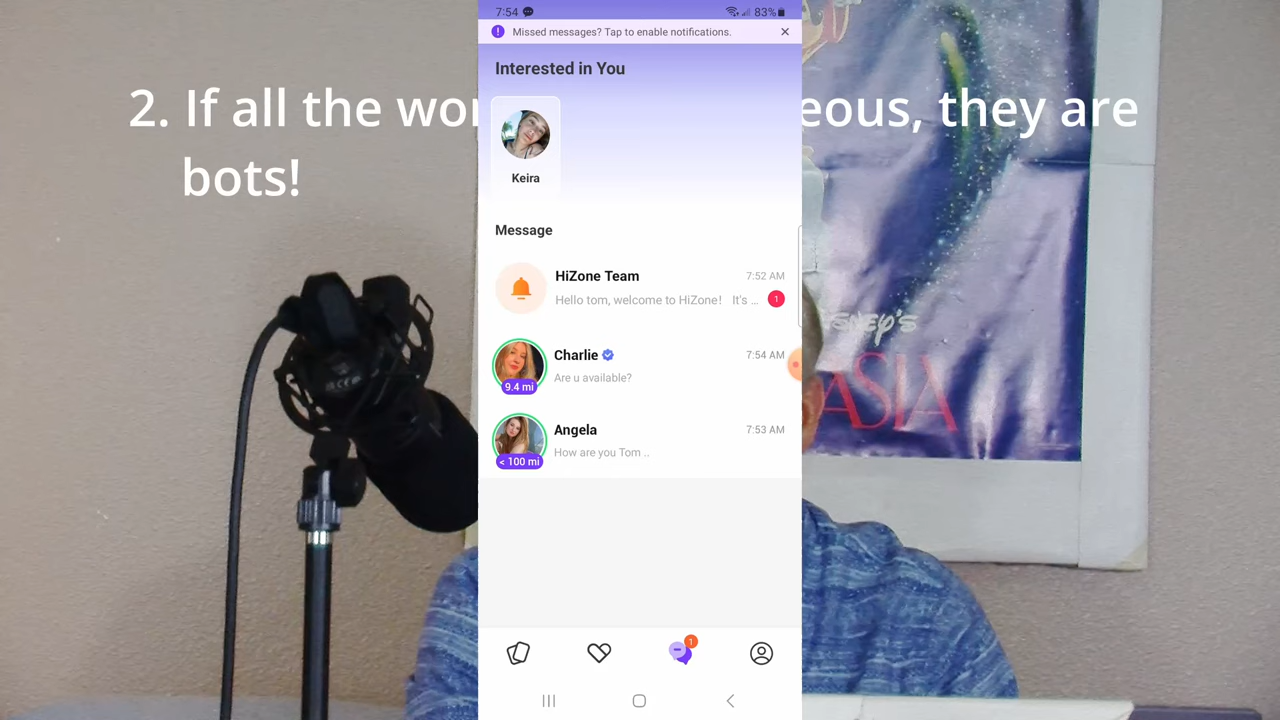 7:54
83%
Missed messages? Tap to enable notifications.
Interested in You
2. If all the wor
eous, they are
bots!
Keira
Message
HiZone Team
7:52 AM
Hello tom, welcome to HiZone! It's ...
1
Charlie
7:54 AM
Are u available?
9.4 mi
Angela
7:53 AM
How are you Tom ..
< 100 mi
1
ISNEY'S
ASIA